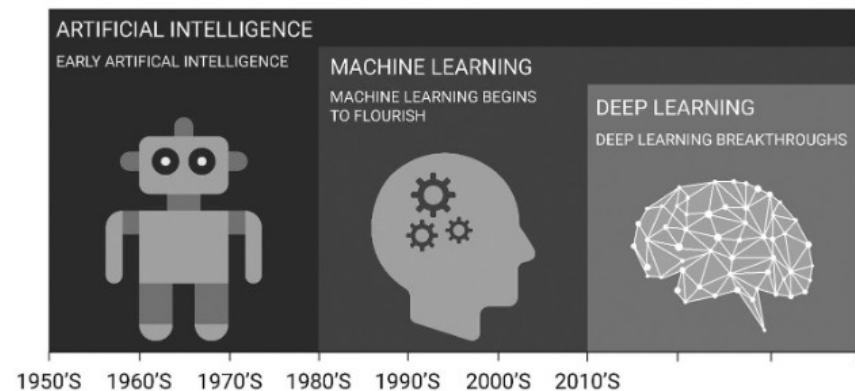 ARTIFICIAL INTELLIGENCE
EARLY ARTIFICAL INTELLIGENCE
MACHINE LEARNING
MACHINE LEARNING BEGINS
TO FLOURISH
DEEP LEARNING
DEEP LEARNING BREAKTHROUGHS
1950'S 1960'S 1970'S 1980'S 1990'S 2000'S 2010'S